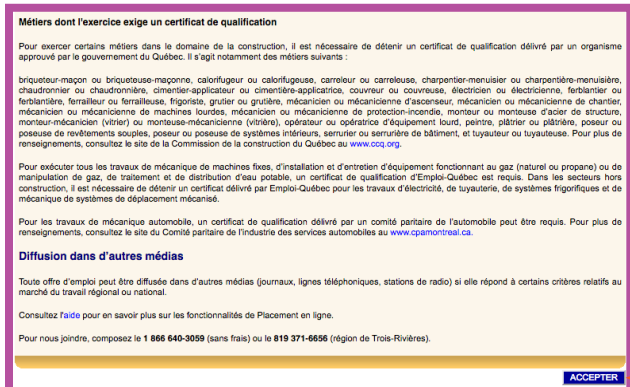 Métiers dont l'exercice exige un certificat de qualification
Pour exercer certains métiers dans le domaine de la construction, il est nécessaire de détenir un certificat de qualification délivré par un organisme
approuvé par le gouvernement du Québec. Il s'agit notamment des métiers suivants :
briqueteur-maçon ou briqueteuse-maçonne, calorifugeur ou calorifugeuse, carreleur ou carreleuse, charpentier-menuisier ou charpentière-menuisière,
chaudronnier ou chaudronnière, cimentier-applicateur ou cimentière-applicatrice, couvreur ou couvreuse, électricien ou électricienne, ferblantier ou
ferblantière, ferrailleur ou ferrailleuse, frigoriste, grutier ou grutière, mécanicien ou mécanicienne d'ascenseur, mécanicien ou mécanicienne de chantier,
mécanicien ou mécanicienne de machines lourdes, mécanicien ou mécanicienne de protection-incendie, monteur ou monteuse d'acier de structure,
monteur-mécanicien (vitrier) ou monteuse-mécanicienne (vitrière), opérateur ou opératrice d'équipement lourd, peintre, plâtrier ou plâtrière, poseur ou
poseuse de revêtements souples, poseur ou poseuse de systèmes intérieurs, serrurier ou serrurière de bâtiment, et tuyauteur ou tuyauteuse. Pour plus de
renseignements, consultez le site de la Commission de la construction du Québec au www.ccq.org.
Pour exécuter tous les travaux de mécanique de machines fixes, d'installation et d'entretien d'équipement fonctionnant au gaz (naturel ou propane) ou de
manipulation de gaz, de traitement et de distribution d'eau potable, un certificat de qualification d'Emploi-Québec est requis. Dans les secteurs hors
construction, il est nécessaire de détenir un certificat délivré par Emploi-Québec pour les travaux d'électricité, de tuyauterie, de systèmes frigorifiques et de
mécanique de systèmes de déplacement mécanisé.
Pour les travaux de mécanique automobile, un certificat de qualification délivré par un comité paritaire de l'automobile peut être requis. Pour plus de
renseignements, consultez le site du Comité paritaire de l'industrie des services automobiles au www.cpamontreal.ca.
Diffusion dans d'autres médias
Toute offre d'emploi peut être diffusée dans d'autres médias (journaux, lignes téléphoniques, stations de radio) si elle répond à certains critères relatifs au
marché du travail régional ou national.
Consultez l'aide pour en savoir plus sur les fonctionnalités de Placement en ligne.
Pour nous joindre, composez le 1 866 640-3059 (sans frais) ou le 819 371-6656 (région de Trois-Rivières).
ACCEPTER